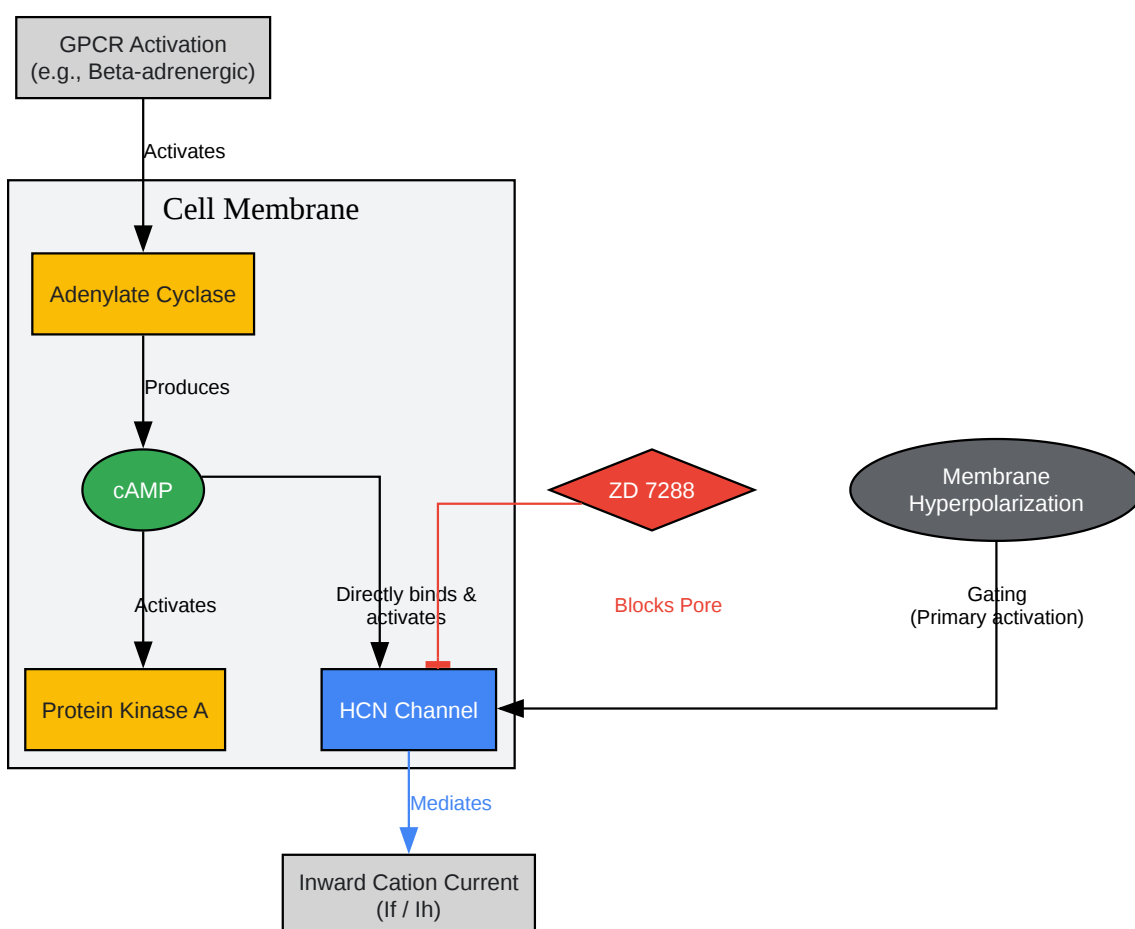 GPCR Activation
(e.g., Beta-adrenergic)
Activates
Cell Membrane
Adenylate Cyclase
Produces
cAMP
ZD 7288
Membrane
Hyperpolarization
Activates
Directly binds &
activates
Blocks Pore
Gating
(Primary activation)
Protein Kinase A
HCN Channel
Mediates
Inward Cation Current
(If / Ih)